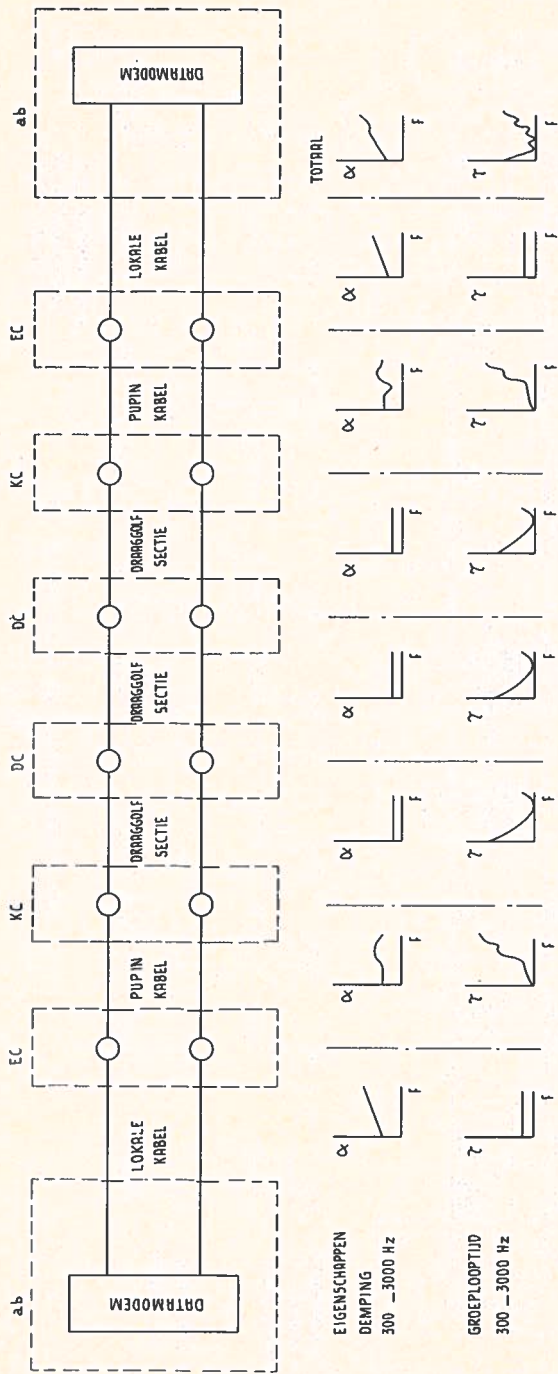 ab
EC
KC
DC
DC
KC
EC
ab
DATAMODEM
LOKALE
KABEL
PUPIN
KABEL
DRAAGGOLF
SECTIE
DRAAGGOLF
SECTIE
DRAAGGOLF
SECTIE
PUPIN
KABEL
LOKALE
KABEL
DATAMODEM
TOTAAL
EIGENSCHAPPEN
DEMPING
300 _ 3000 Hz
α
f
α
f
α
f
α
f
α
f
α
f
α
f
α
f
GROEPLOOPTIJD
300 _ 3000 Hz
τ
f
τ
f
τ
f
τ
f
τ
f
τ
f
τ
f
τ
f